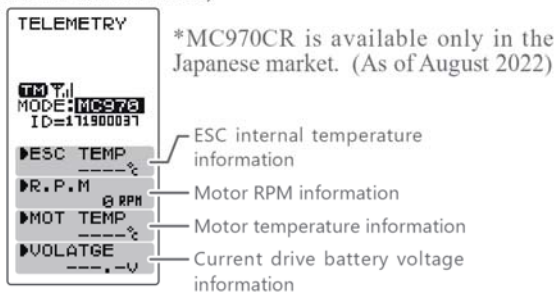 TELEMETRY
*MC970CR is available only in the
Japanese market. (As of August 2022)
TM
MODE:MC970
ID=171900037
▶ESC TEMP
----℃
▶R.P.M
0 RPM
▶MOT TEMP
----℃
▶VOLATGE
---.-V
ESC internal temperature
information
Motor RPM information
Motor temperature information
Current drive battery voltage
information